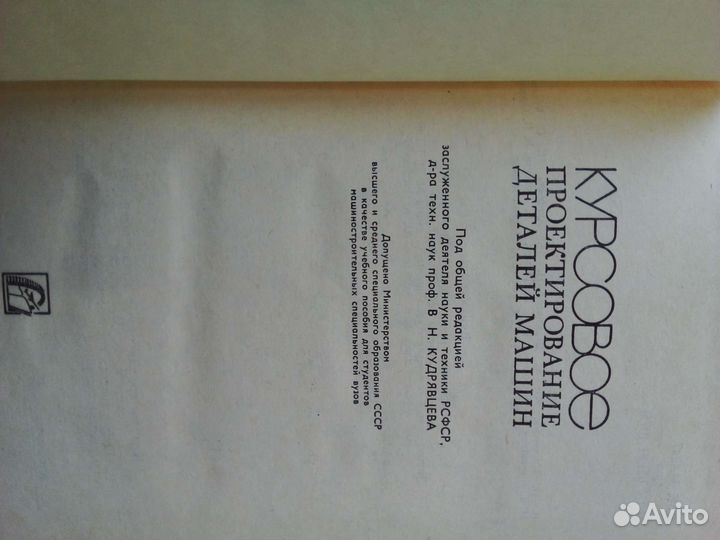 КУРСОВОЕ
ПРОЕКТИРОВАНИЕ
ДЕТАЛЕЙ МАШИН
Под общей редакцией
заслуженного деятеля науки и техники РСФСР,
д-ра техн. наук проф. В Н. КУДРЯВЦЕВА
Допущено Министерством
высшего и среднего специального образования СССР
в качестве учебного пособия для студентов
машиностроительных специальностей вузов
Avito